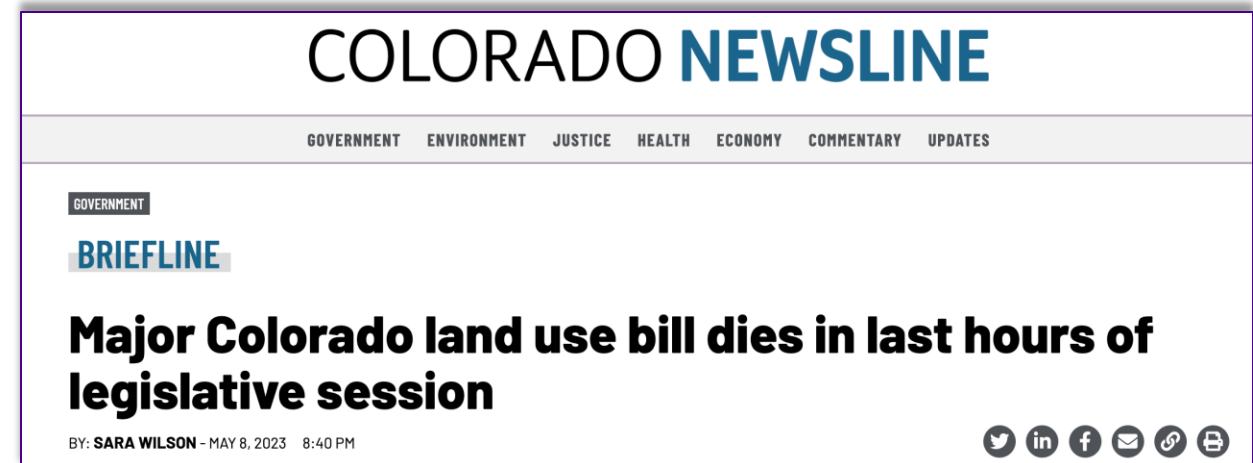 COLORADO NEWSLINE
GOVERNMENT ENVIRONMENT JUSTICE HEALTH ECONOMY COMMENTARY UPDATES
GOVERNMENT
BRIEFLINE
Major Colorado land use bill dies in last hours of
legislative session
BY: SARA WILSON - MAY 8, 2023 8:40 PM